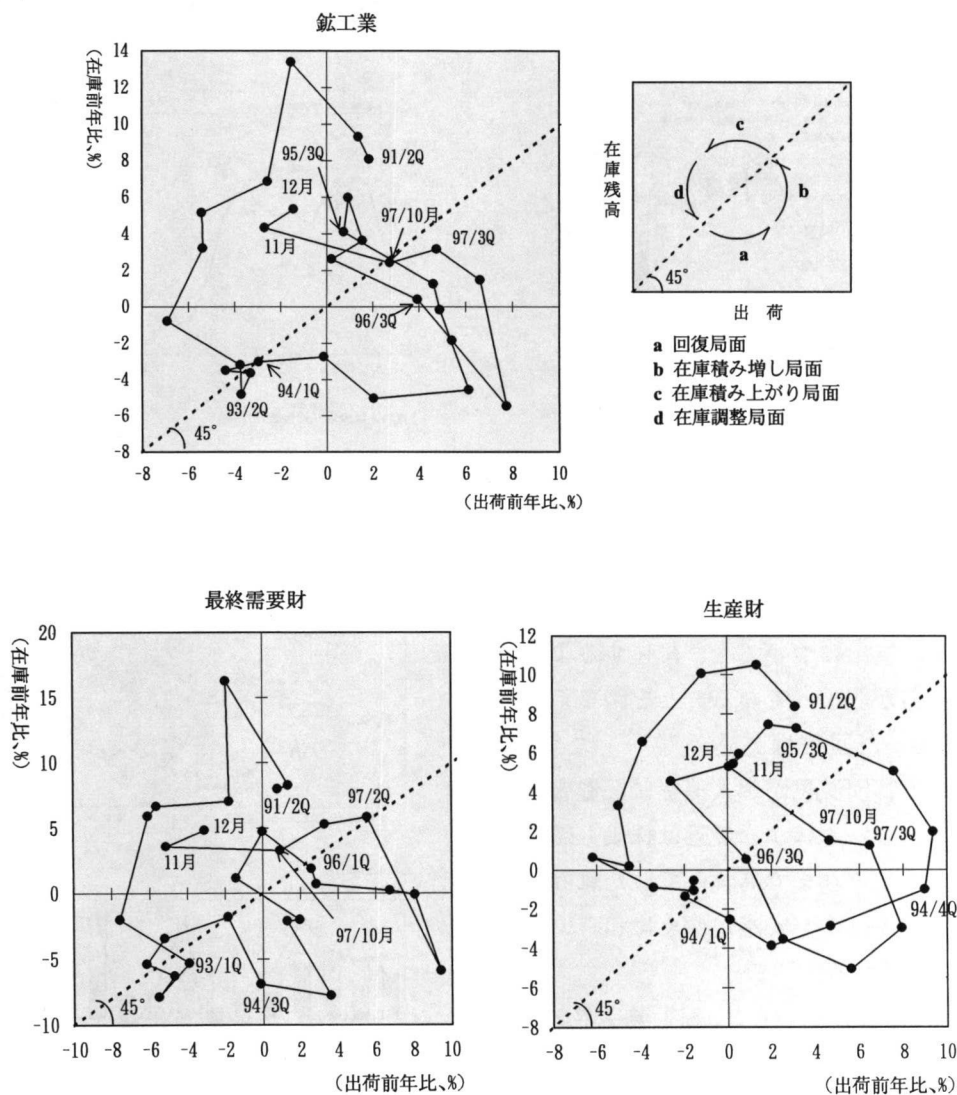 鉱工業
(在庫前年比、%)
14
12
10
8
6
4
2
0
-2
-4
-6
-8
95/3Q
91/2Q
12月
97/10月
97/3Q
11月
96/3Q
94/1Q
93/2Q
45°
-8 -6 -4 -2 0 2 4 6 8 10
(出荷前年比、%)
在庫残高
c
d
b
a
45°
出 荷
a 回復局面
b 在庫積み増し局面
c 在庫積み上がり局面
d 在庫調整局面
最終需要財
(在庫前年比、%)
20
15
10
5
0
-5
-10
91/2Q
97/2Q
12月
11月
96/1Q
97/10月
93/1Q
94/3Q
45°
-10 -8 -6 -4 -2 0 2 4 6 8 10
(出荷前年比、%)
生産財
(在庫前年比、%)
12
10
8
6
4
2
0
-2
-4
-6
-8
91/2Q
95/3Q
12月
11月
97/10月
97/3Q
96/3Q
94/4Q
94/1Q
45°
-8 -6 -4 -2 0 2 4 6 8 10
(出荷前年比、%)